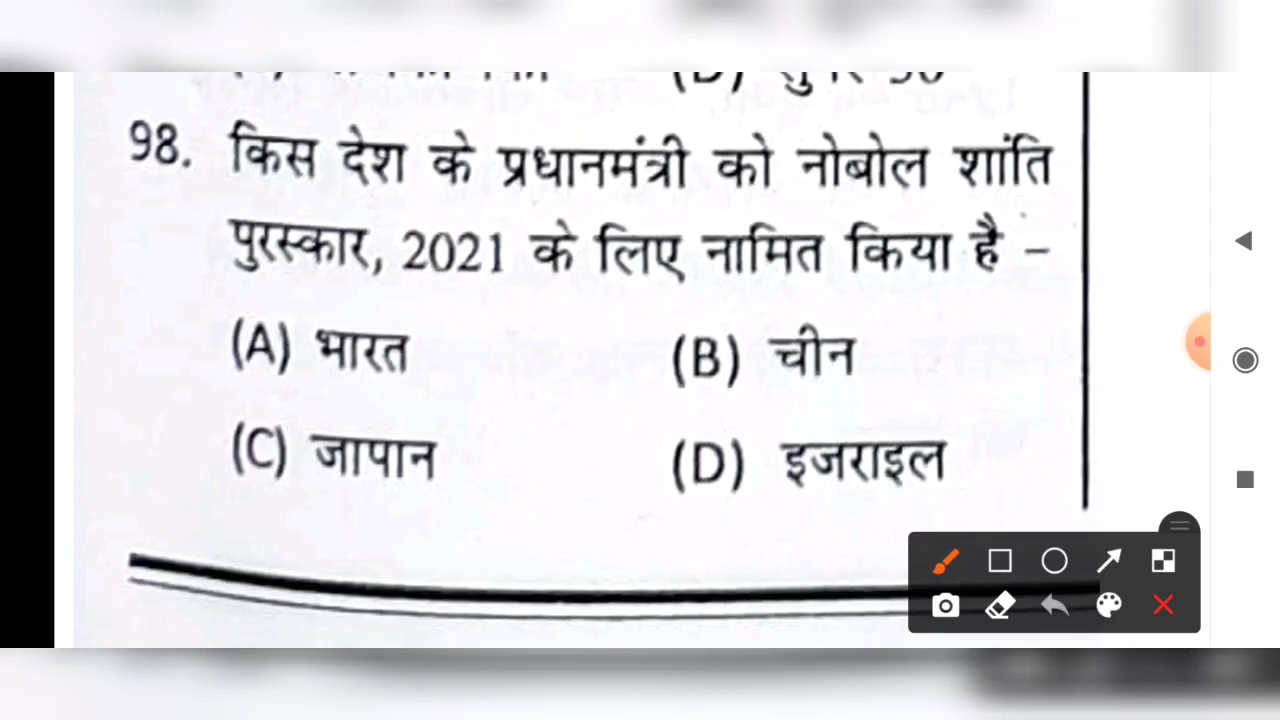 98. किस देश के प्रधानमंत्री को नोबोल शांति
पुरस्कार, 2021 के लिए नामित किया है –
(A) भारत (B) चीन
(C) जापान (D) इजराइल